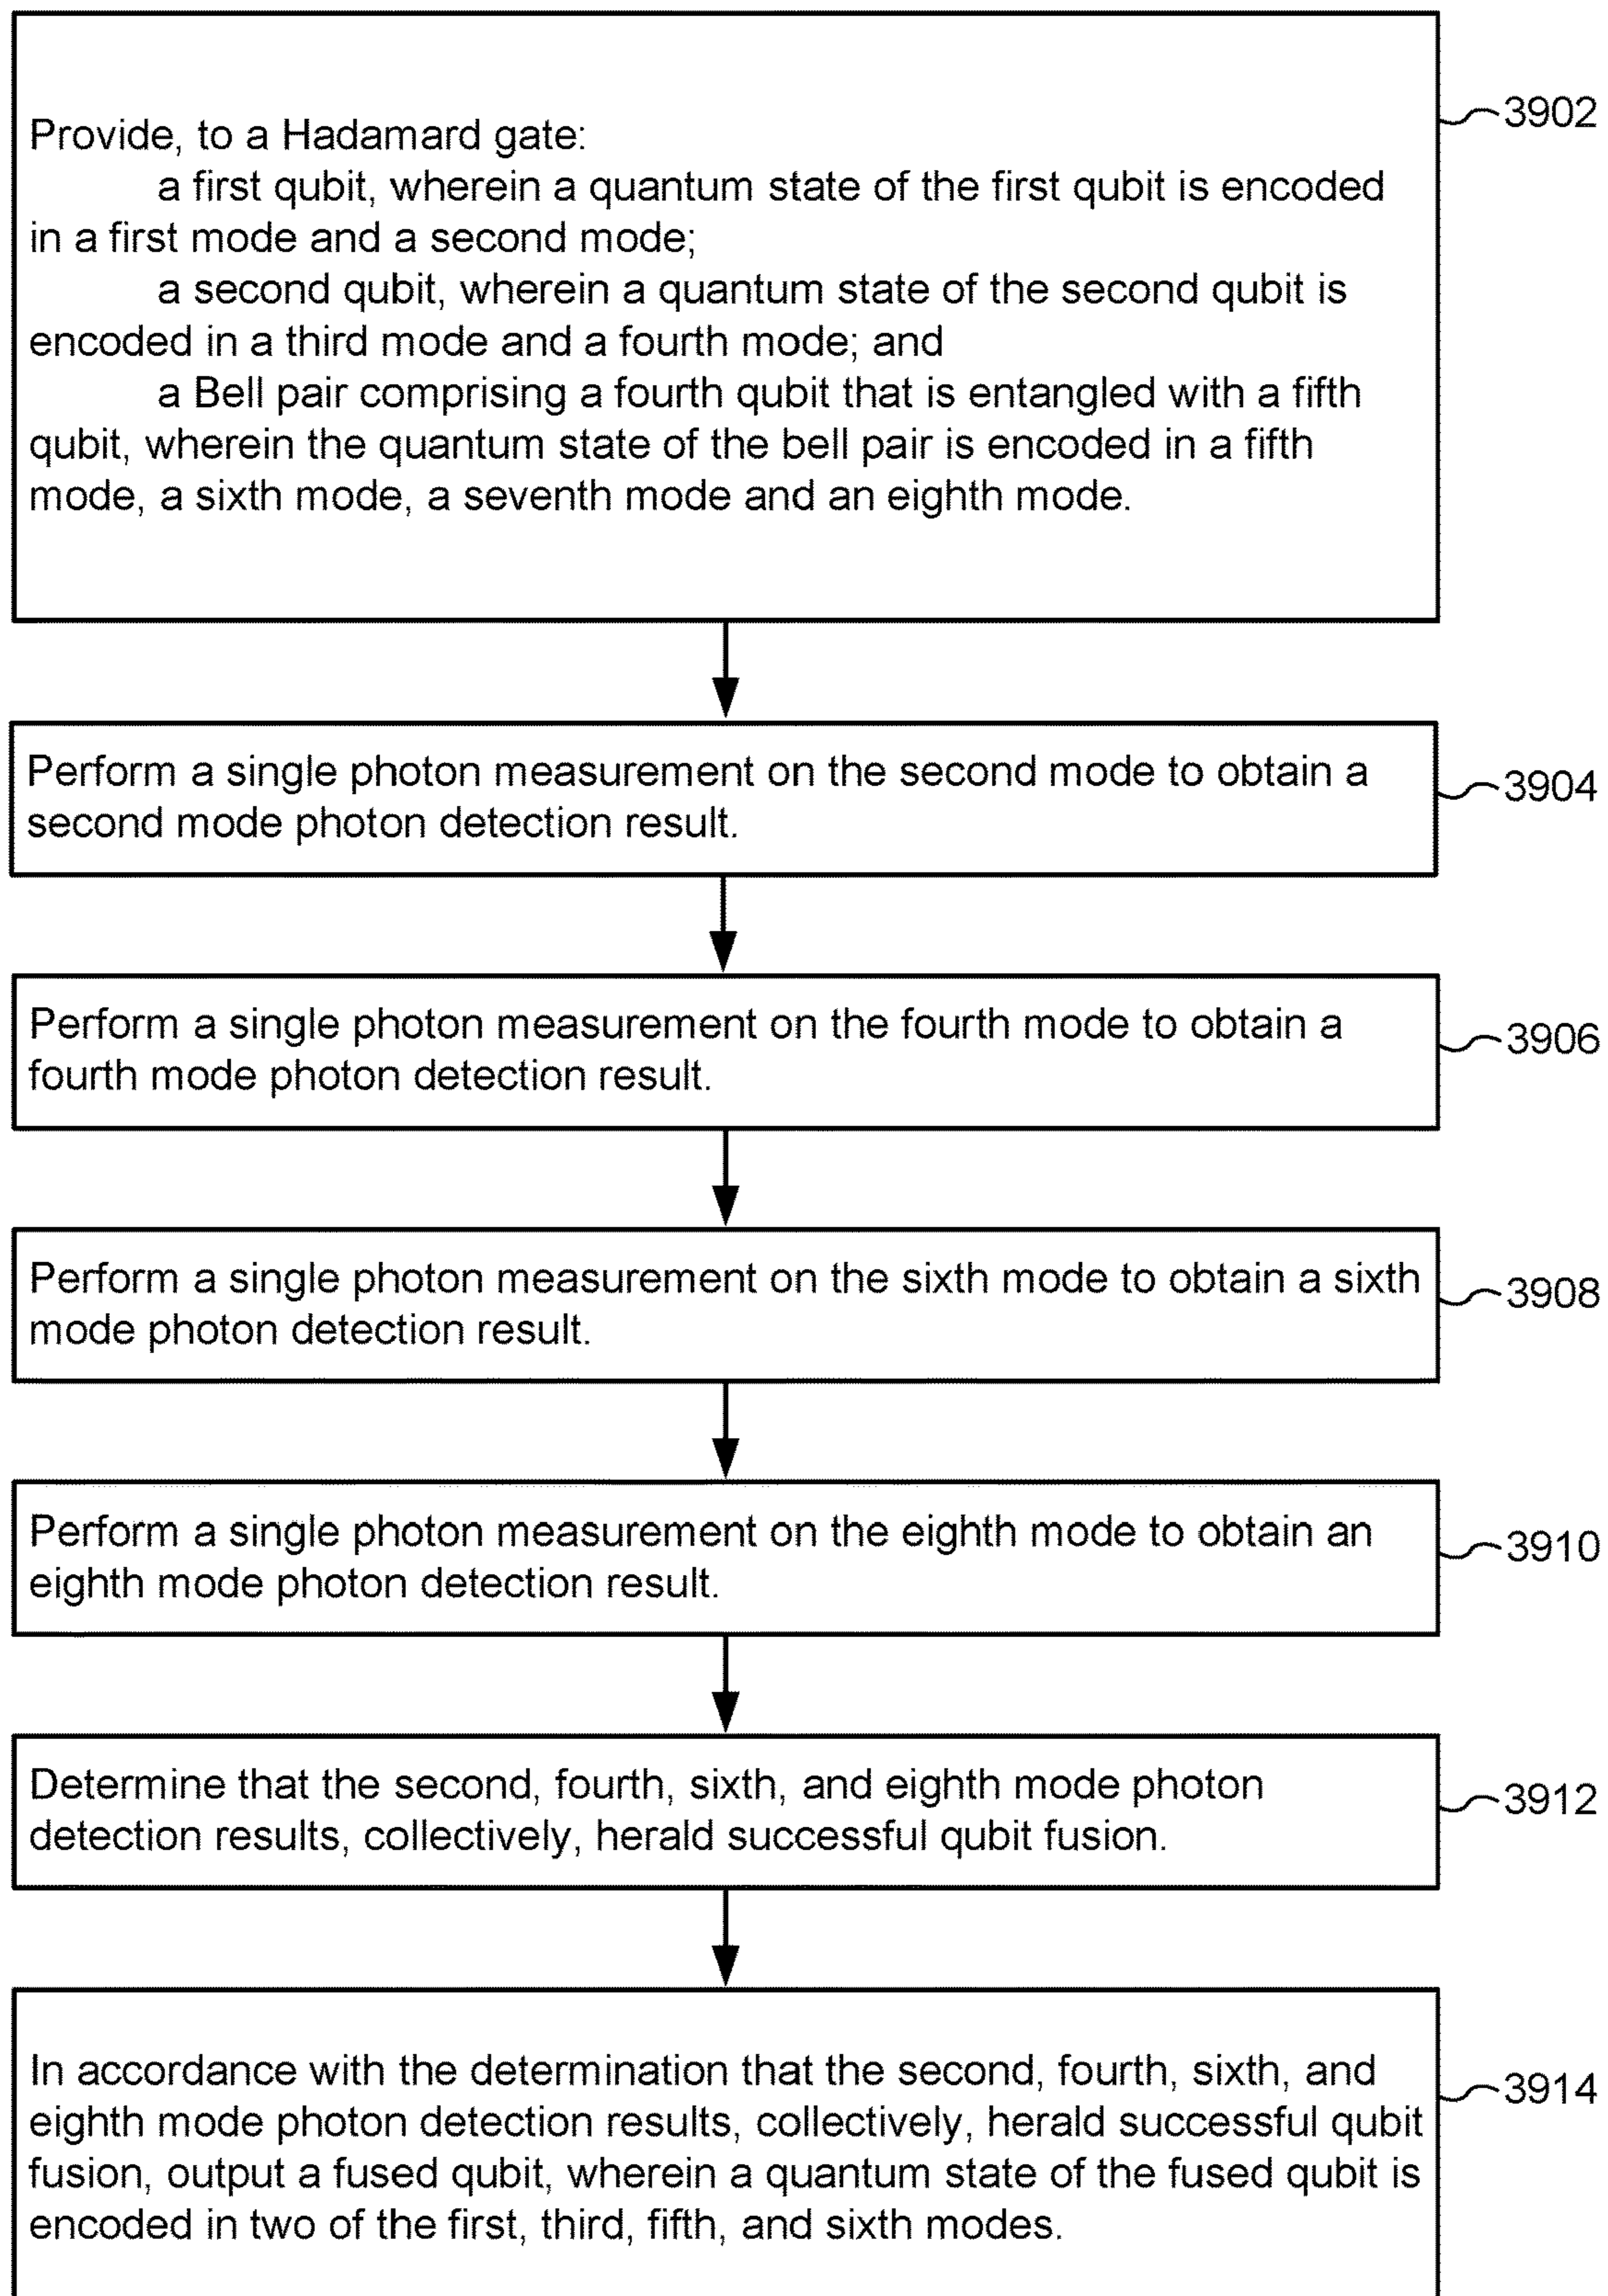 Provide, to a Hadamard gate:
a first qubit, wherein a quantum state of the first qubit is encoded
in a first mode and a second mode;
a second qubit, wherein a quantum state of the second qubit is
encoded in a third mode and a fourth mode; and
a Bell pair comprising a fourth qubit that is entangled with a fifth
qubit, wherein the quantum state of the bell pair is encoded in a fifth
mode, a sixth mode, a seventh mode and an eighth mode.
3902
Perform a single photon measurement on the second mode to obtain a
second mode photon detection result.
3904
Perform a single photon measurement on the fourth mode to obtain a
fourth mode photon detection result.
3906
Perform a single photon measurement on the sixth mode to obtain a sixth
mode photon detection result.
3908
Perform a single photon measurement on the eighth mode to obtain an
eighth mode photon detection result.
3910
Determine that the second, fourth, sixth, and eighth mode photon
detection results, collectively, herald successful qubit fusion.
3912
In accordance with the determination that the second, fourth, sixth, and
eighth mode photon detection results, collectively, herald successful qubit
fusion, output a fused qubit, wherein a quantum state of the fused qubit is
encoded in two of the first, third, fifth, and sixth modes.
3914